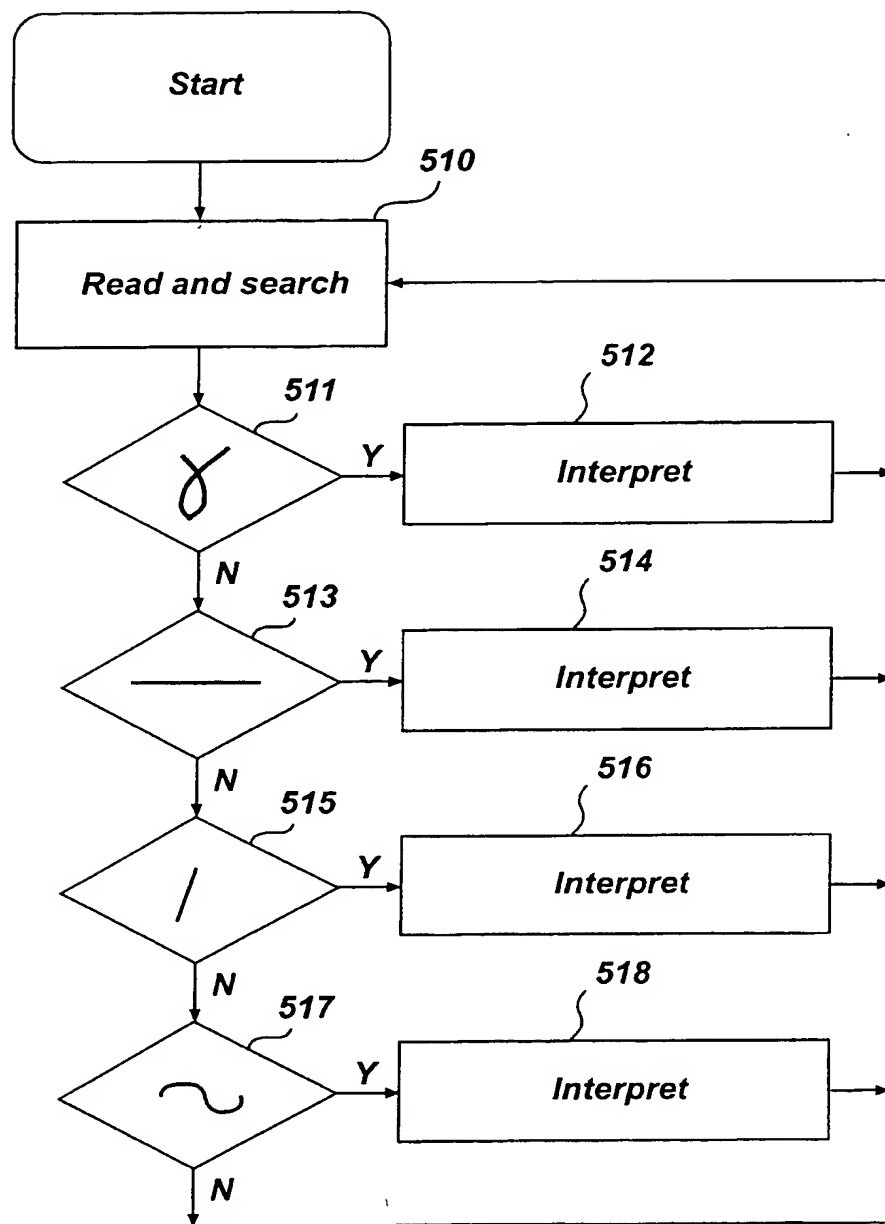 Start
510
Read and search
512
511
Y
Interpret
N
514
513
Y
Interpret
N
516
515
Y
Interpret
N
518
517
Y
Interpret
N